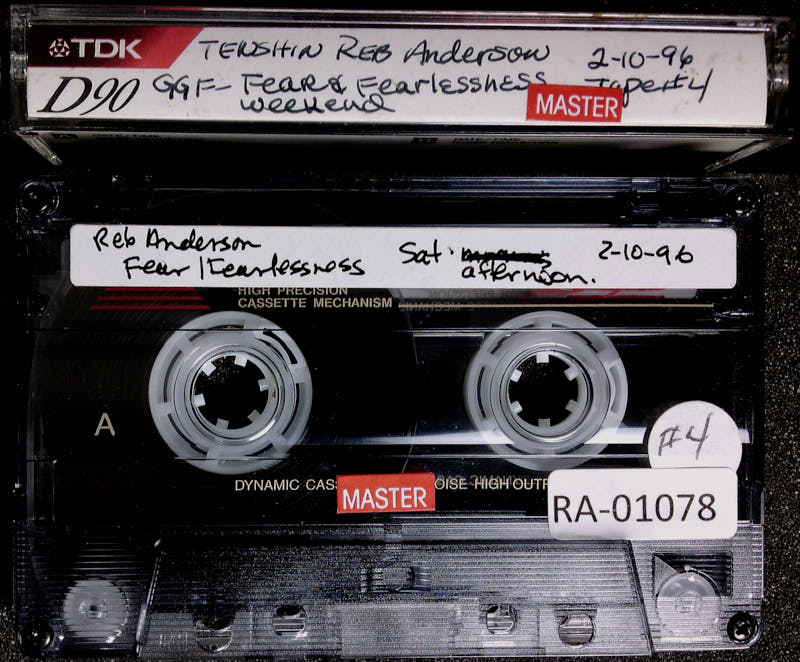 TDK TENSHIN REB Anderson 2-10-96
D90 GGF- Fear & Fearlessness Tape #4
weekend MASTER
Reb Anderson Sat. 2-10-96
Fear/Fearlessness afternoon.
HIGH PRECISION
CASSETTE MECHANISM
A
#4
DYNAMIC CAS OISE HIGH OUTP
MASTER
RA-01078